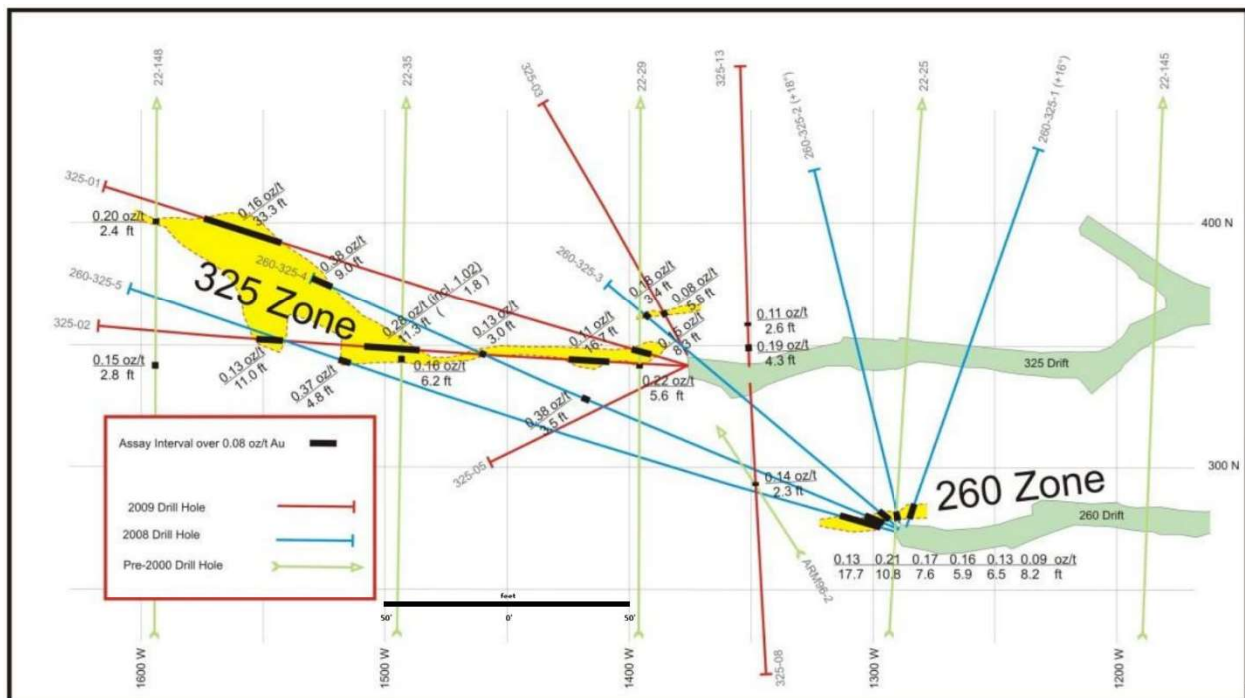 22-148
22-35
325-03
22-29
325-13
260-325-2 (+18°)
22-25
260-325-1 (+16°)
22-145
325-01
0.20 oz/t
2.4 ft
0.16 oz/t
33.3 ft
400 N
260-325-4
0.38 oz/t
9.0 ft
260-325-3
0.18 oz/t
3.4 ft
0.08 oz/t
5.6 ft
260-325-5
325 Zone
0.28 oz/t (incl. 1.02)
11.3 ft ( 1.8 )
0.13 oz/t
3.0 ft
0.11 oz/t
16.7 ft
8.3 ft
0.11 oz/t
2.6 ft
0.19 oz/t
4.3 ft
325-02
0.15 oz/t
2.8 ft
0.13 oz/t
11.0 ft
0.37 oz/t
4.8 ft
0.16 oz/t
6.2 ft
0.22 oz/t
5.6 ft
325 Drift
0.38 oz/t
3.5 ft
325-05
300 N
0.14 oz/t
2.3 ft
260 Zone
260 Drift
ARM96-2
0.13 0.21 0.17 0.16 0.13 0.09 oz/t
17.7 10.8 7.6 5.9 6.5 8.2 ft
Assay Interval over 0.08 oz/t Au
2009 Drill Hole
2008 Drill Hole
Pre-2000 Drill Hole
feet
50' 0' 50'
325-08
1600 W
1500 W
1400 W
1300 W
1200 W